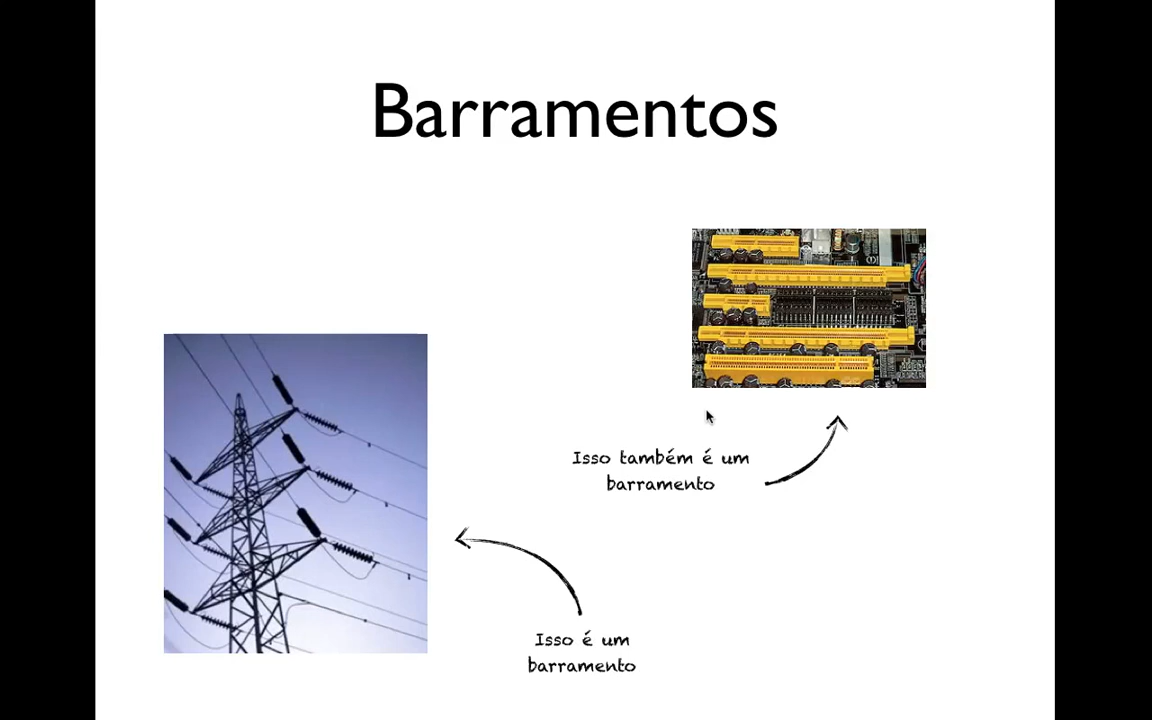 Barramentos
Isso também é um
barramento
Isso é um
barramento